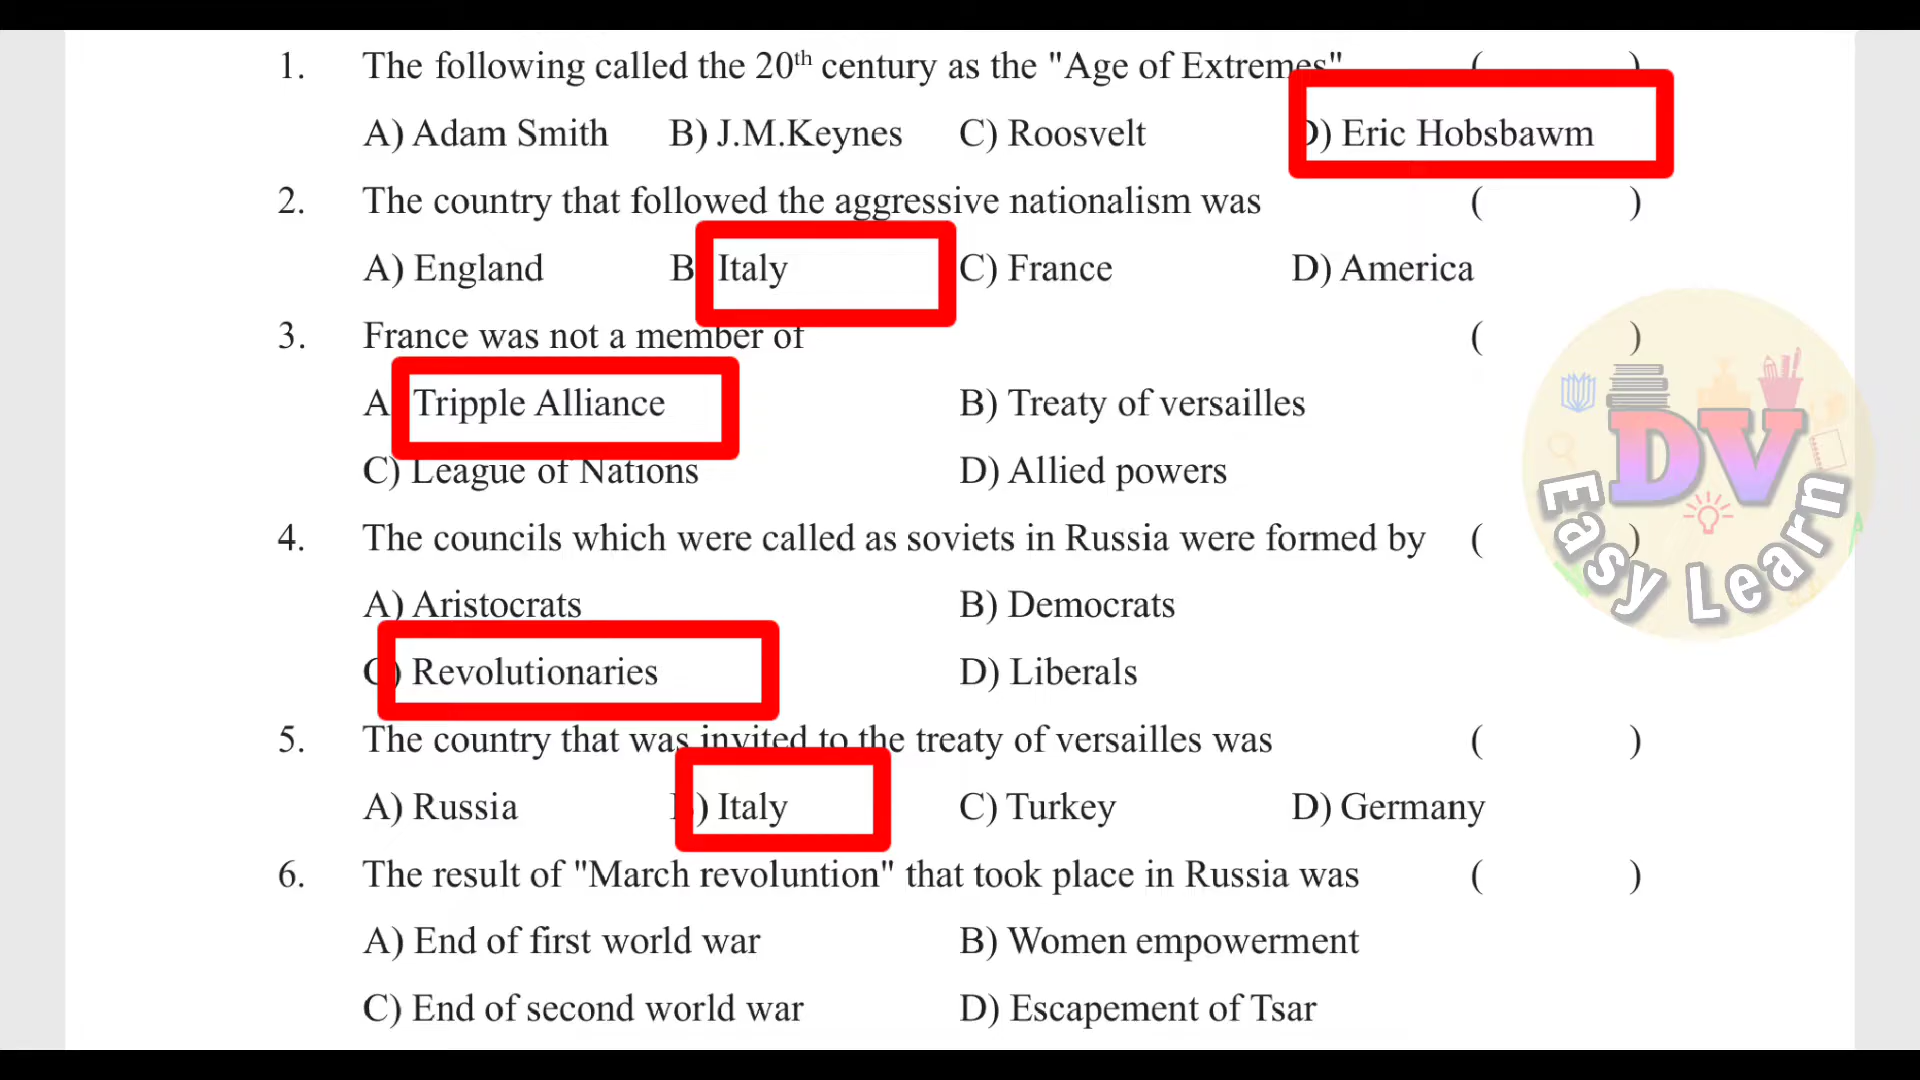 1. The following called the 20th century as the "Age of Extremes" ( )
A) Adam Smith B) J.M.Keynes C) Roosvelt D) Eric Hobsbawm
2. The country that followed the aggressive nationalism was ( )
A) England B) Italy C) France D) America
3. France was not a member of ( )
A) Tripple Alliance B) Treaty of versailles
C) League of Nations D) Allied powers
4. The councils which were called as soviets in Russia were formed by ( )
A) Aristocrats B) Democrats
C) Revolutionaries D) Liberals
5. The country that was invited to the treaty of versailles was ( )
A) Russia B) Italy C) Turkey D) Germany
6. The result of "March revoluntion" that took place in Russia was ( )
A) End of first world war B) Women empowerment
C) End of second world war D) Escapement of Tsar
DV
Easy Learn